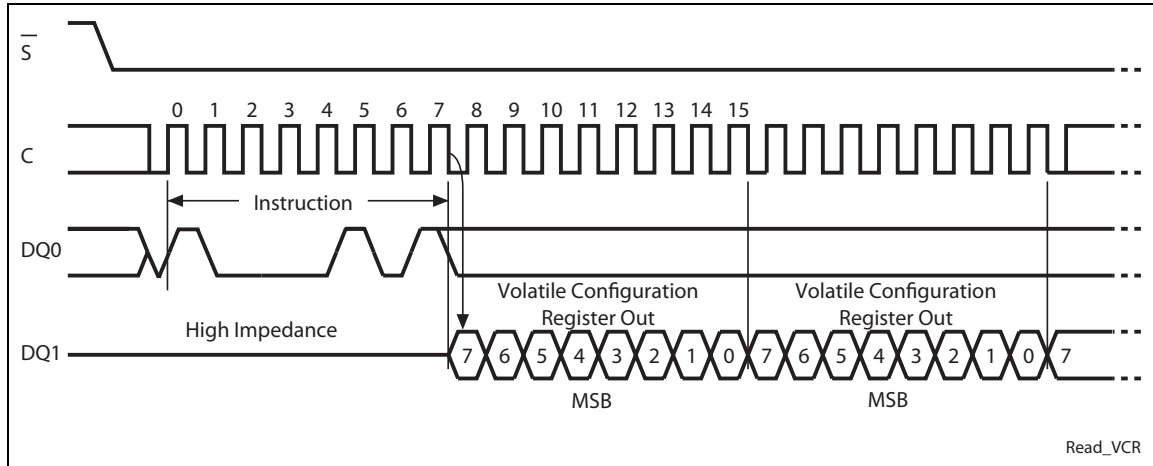 S
0 1 2 3 4 5 6 7 8 9 10 11 12 13 14 15
C
Instruction
DQ0
Volatile Configuration Register Out
Volatile Configuration Register Out
High Impedance
DQ1
7 6 5 4 3 2 1 0 7 6 5 4 3 2 1 0 7
MSB
MSB
Read_VCR